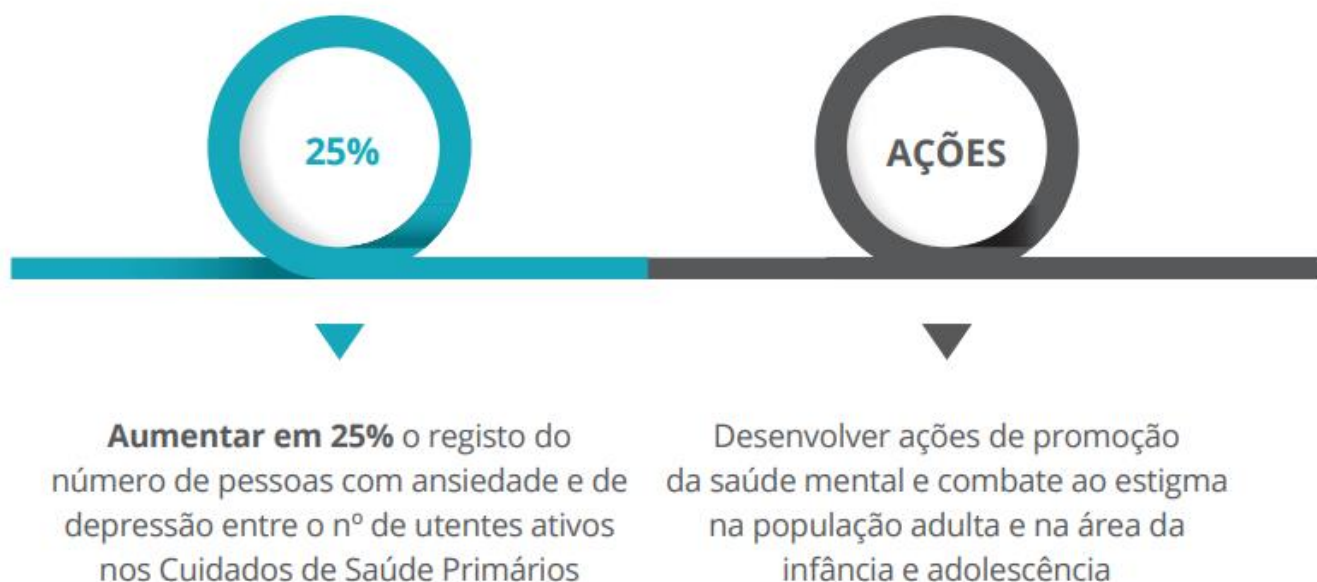 25%
AÇÕES
Aumentar em 25% o registo do
número de pessoas com ansiedade e de
depressão entre o nº de utentes ativos
nos Cuidados de Saúde Primários
Desenvolver ações de promoção
da saúde mental e combate ao estigma
na população adulta e na área da
infância e adolescência